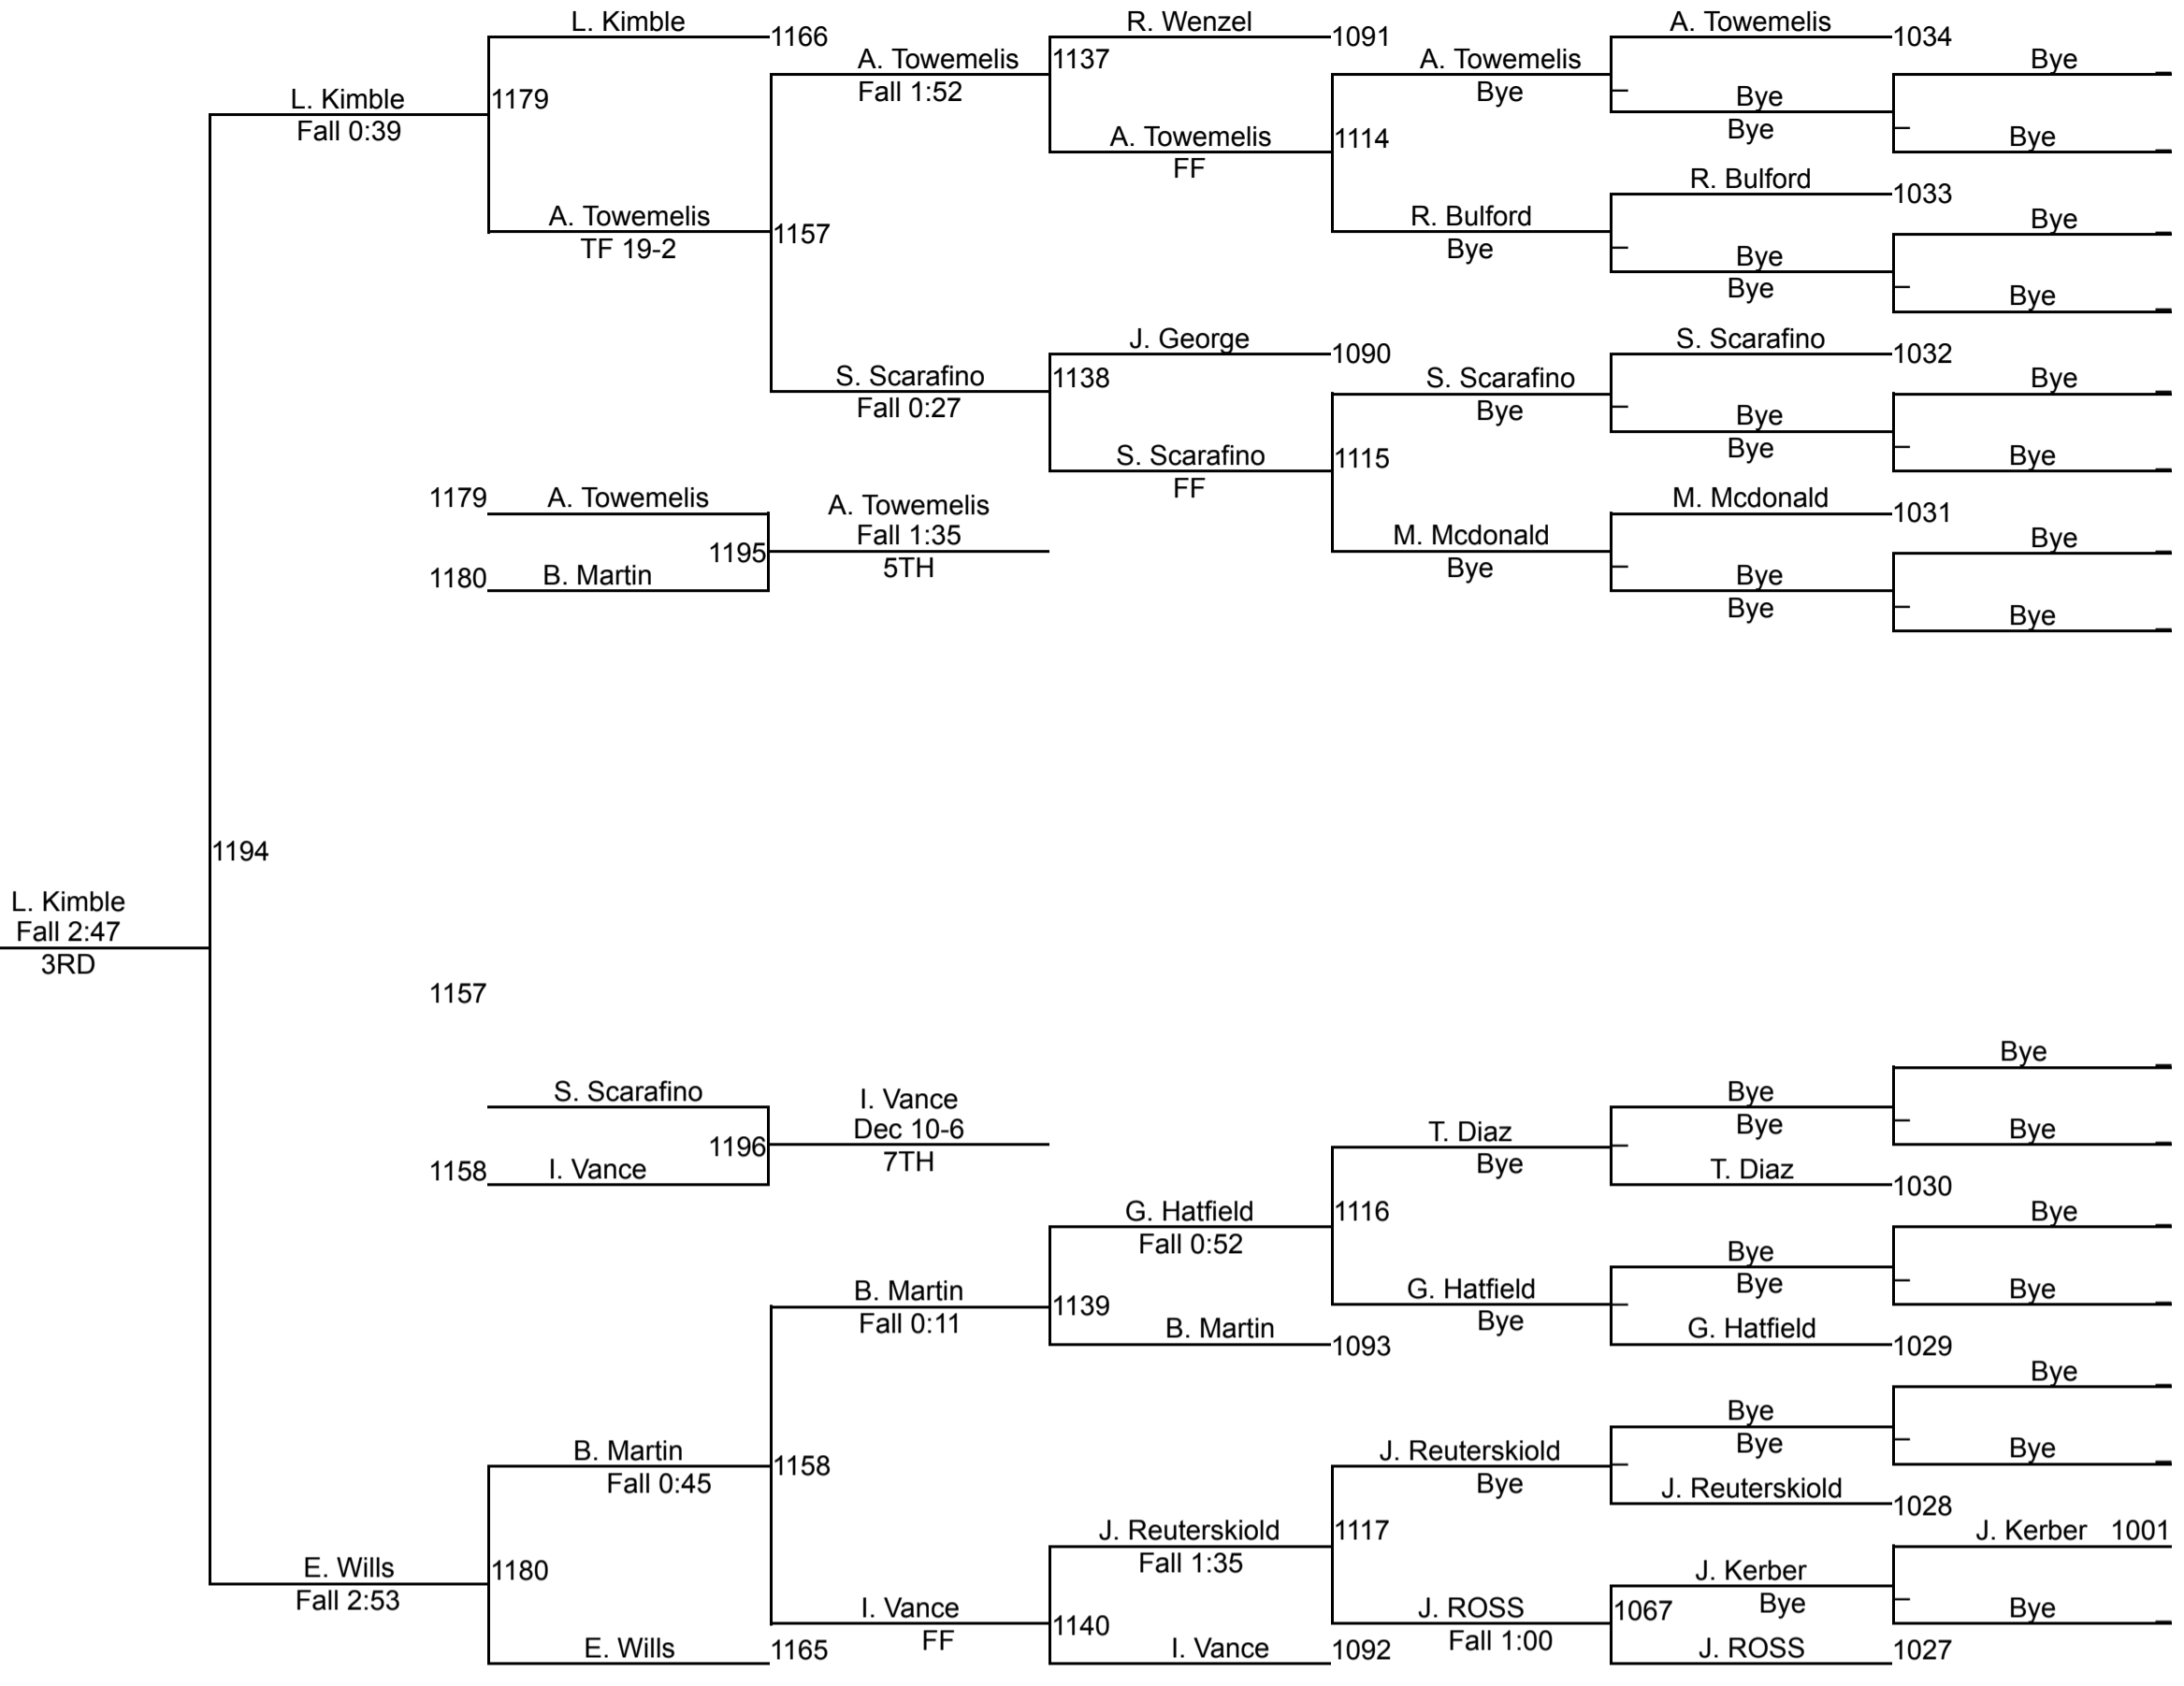 L. Kimble
1166
R. Wenzel
1091
A. Towemelis
1034
A. Towemelis
1137
A. Towemelis
Bye
Fall 1:52
Bye
L. Kimble
1179
Bye
Fall 0:39
A. Towemelis
1114
Bye
Bye
FF
R. Bulford
1033
A. Towemelis
1157
R. Bulford
Bye
TF 19-2
Bye
Bye
Bye
Bye
J. George
1090
S. Scarafino
1032
S. Scarafino
1138
S. Scarafino
Bye
Fall 0:27
Bye
Bye
S. Scarafino
1115
Bye
Bye
FF
1179
A. Towemelis
A. Towemelis
M. Mcdonald
1031
Fall 1:35
M. Mcdonald
Bye
1195
5TH
Bye
Bye
1180
B. Martin
Bye
Bye
1194
L. Kimble
Fall 2:47
3RD
1157
Bye
S. Scarafino
I. Vance
Bye
Dec 10-6
T. Diaz
Bye
Bye
1196
7TH
Bye
1158
I. Vance
T. Diaz
1030
G. Hatfield
1116
Bye
Fall 0:52
Bye
B. Martin
G. Hatfield
Bye
Bye
Fall 0:11
1139
Bye
B. Martin
1093
G. Hatfield
1029
Bye
Bye
B. Martin
1158
J. Reuterskiold
Bye
Bye
Fall 0:45
Bye
J. Reuterskiold
1028
J. Reuterskiold
1117
J. Kerber 1001
Fall 1:35
E. Wills
1180
J. Kerber
Fall 2:53
I. Vance
J. ROSS
1067
Bye
Bye
FF
1140
Fall 1:00
E. Wills
1165
I. Vance
1092
J. ROSS
1027